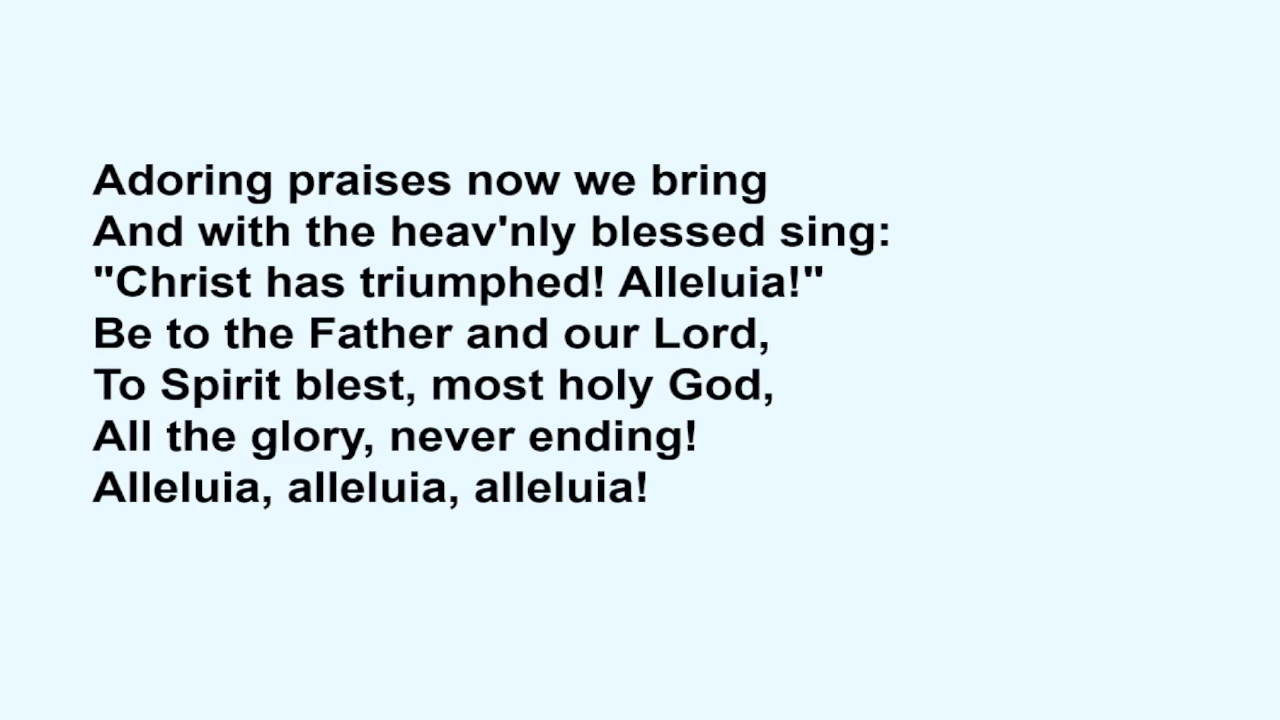 Adoring praises now we bring
And with the heav'nly blessed sing:
"Christ has triumphed! Alleluia!"
Be to the Father and our Lord,
To Spirit blest, most holy God,
All the glory, never ending!
Alleluia, alleluia, alleluia!